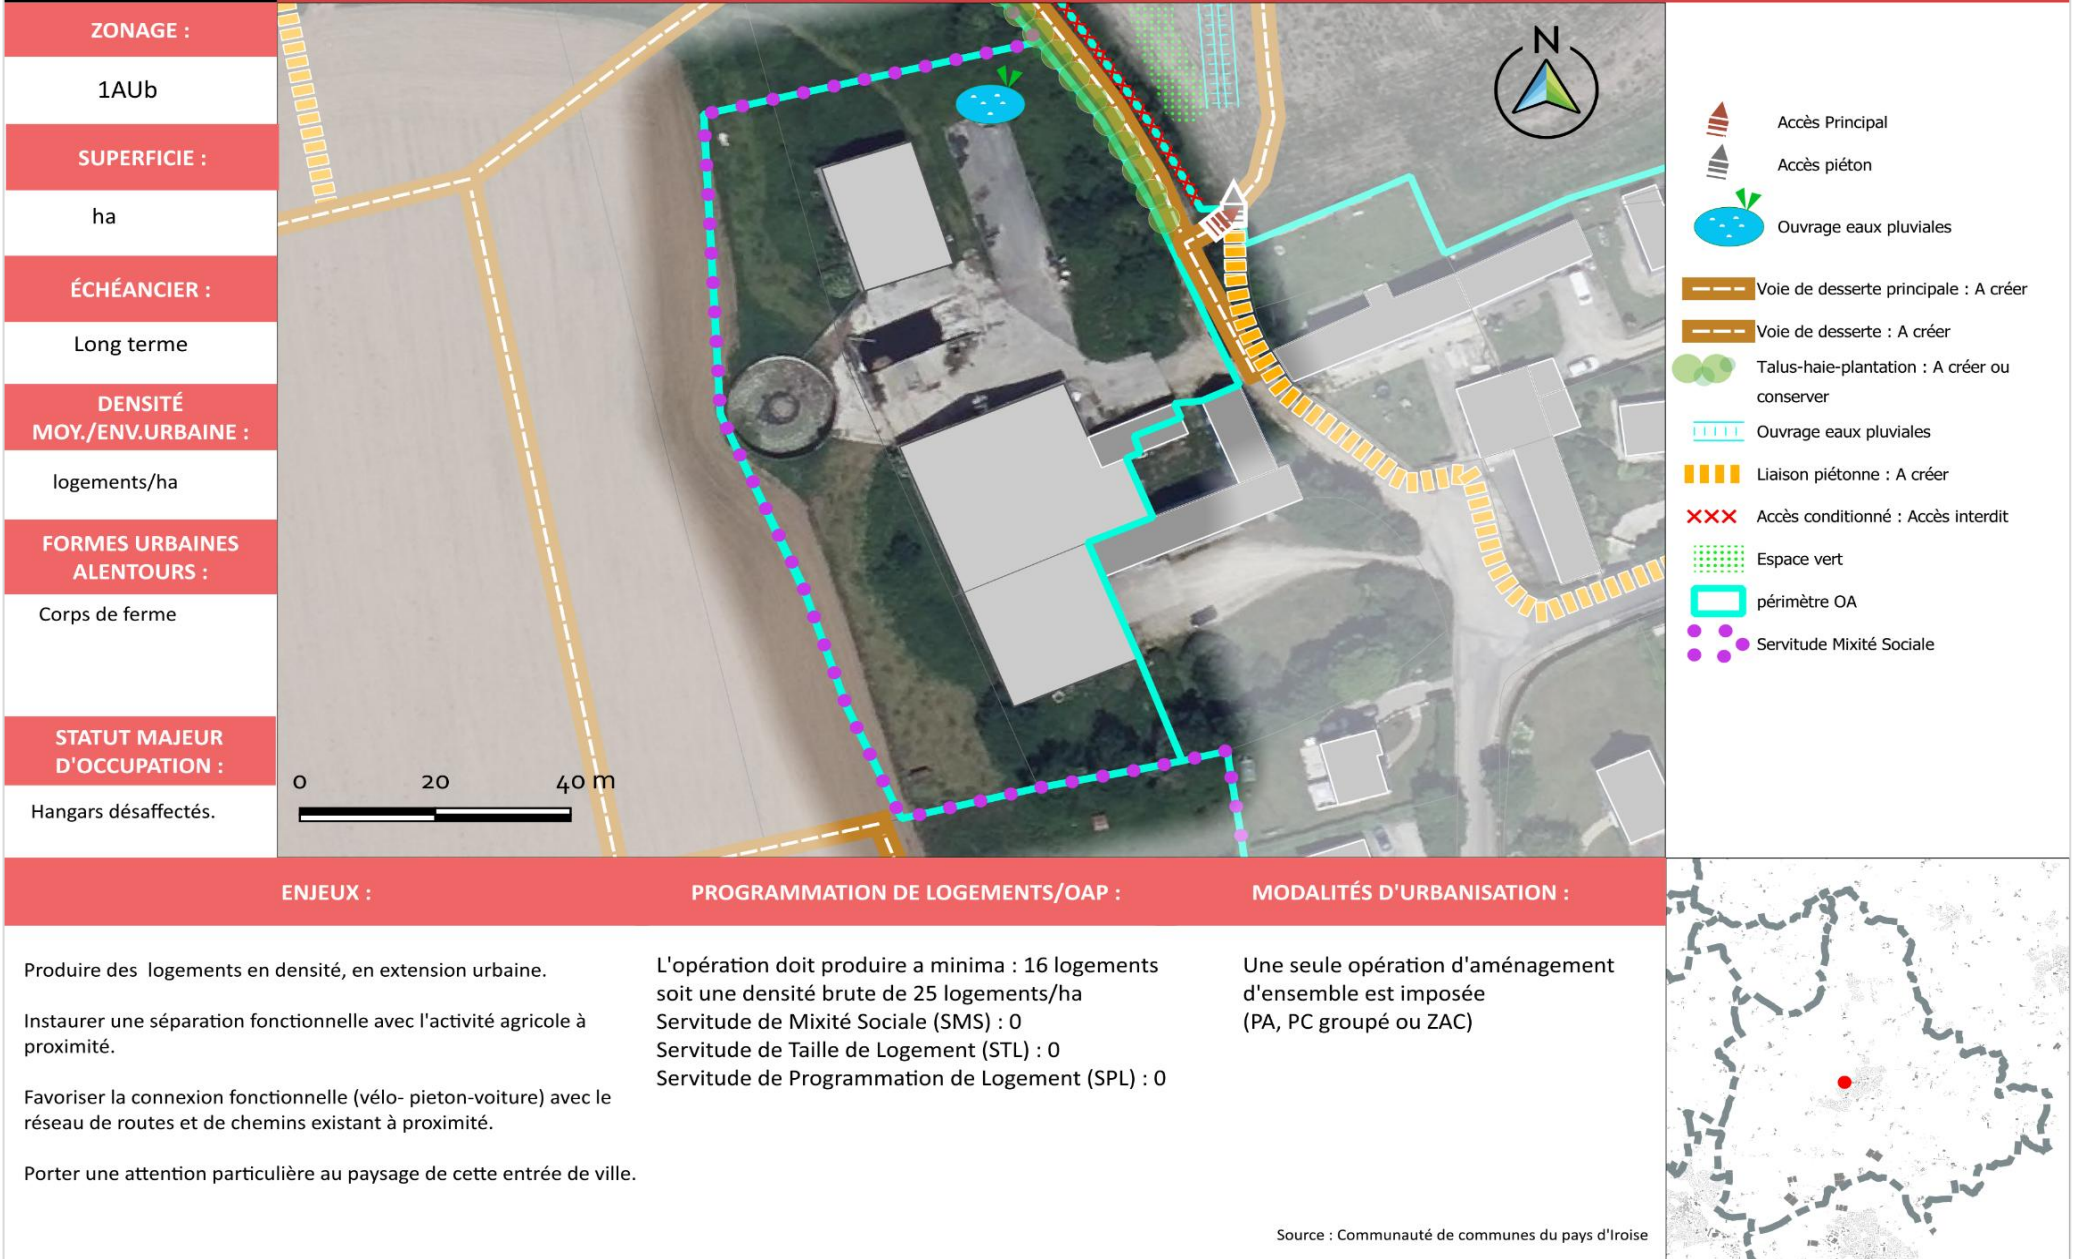 ZONAGE :
1AUb
SUPERFICIE :
ha
ÉCHÉANCIER :
Long terme
DENSITÉ
MOY./ENV.URBAINE :
logements/ha
FORMES URBAINES
ALENTOURS :
Corps de ferme
STATUT MAJEUR
D'OCCUPATION :
Hangars désaffectés.
N
0 20 40 m
Accès Principal
Accès piéton
Ouvrage eaux pluviales
Voie de desserte principale : A créer
Voie de desserte : A créer
Talus-haie-plantation : A créer ou
conserver
Ouvrage eaux pluviales
Liaison piétonne : A créer
Accès conditionné : Accès interdit
Espace vert
périmètre OA
Servitude Mixité Sociale
ENJEUX :
Produire des  logements en densité, en extension urbaine.
Instaurer une séparation fonctionnelle avec l'activité agricole à
proximité.
Favoriser la connexion fonctionnelle (vélo- pieton-voiture) avec le
réseau de routes et de chemins existant à proximité.
Porter une attention particulière au paysage de cette entrée de ville.
PROGRAMMATION DE LOGEMENTS/OAP :
L'opération doit produire a minima : 16 logements
soit une densité brute de 25 logements/ha
Servitude de Mixité Sociale (SMS) : 0
Servitude de Taille de Logement (STL) : 0
Servitude de Programmation de Logement (SPL) : 0
MODALITÉS D'URBANISATION :
Une seule opération d'aménagement
d'ensemble est imposée
(PA, PC groupé ou ZAC)
Source : Communauté de communes du pays d'Iroise